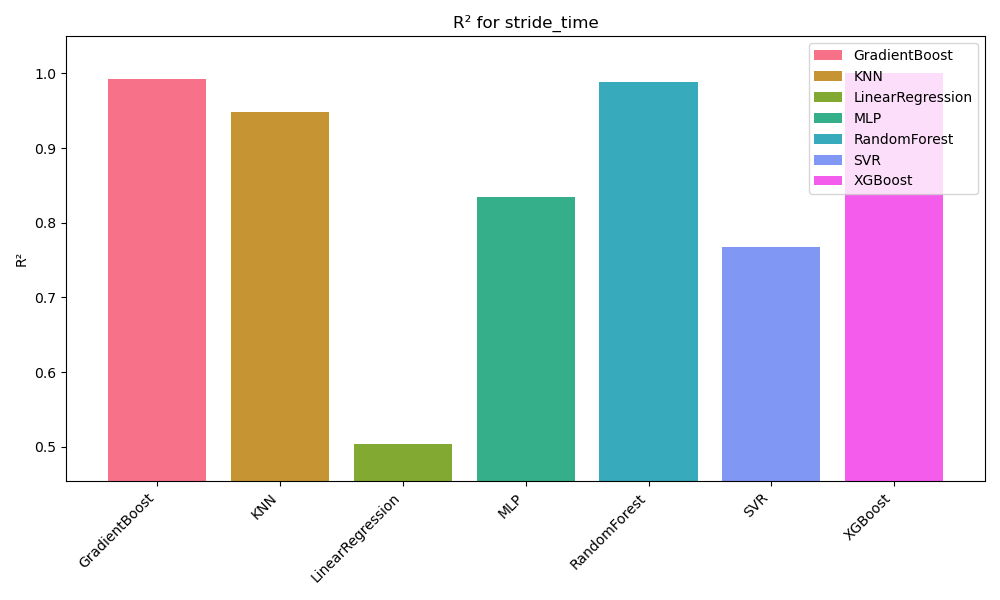 R² for stride_time
R²
1.0
0.9
0.8
0.7
0.6
0.5
GradientBoost
KNN
LinearRegression
MLP
RandomForest
SVR
XGBoost
GradientBoost
KNN
LinearRegression
MLP
RandomForest
SVR
XGBoost